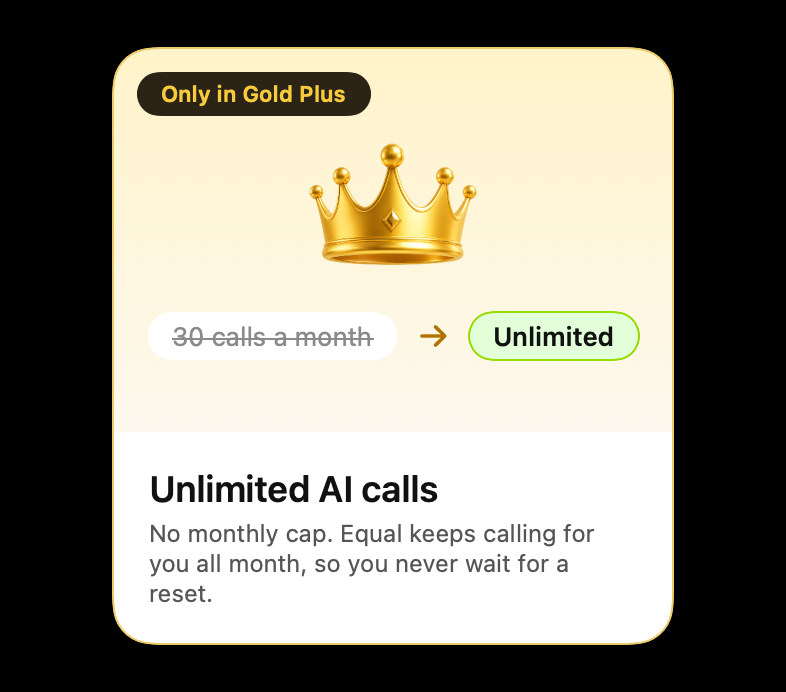 Only in Gold Plus
30 calls a month → Unlimited
Unlimited AI calls
No monthly cap. Equal keeps calling for
you all month, so you never wait for a
reset.